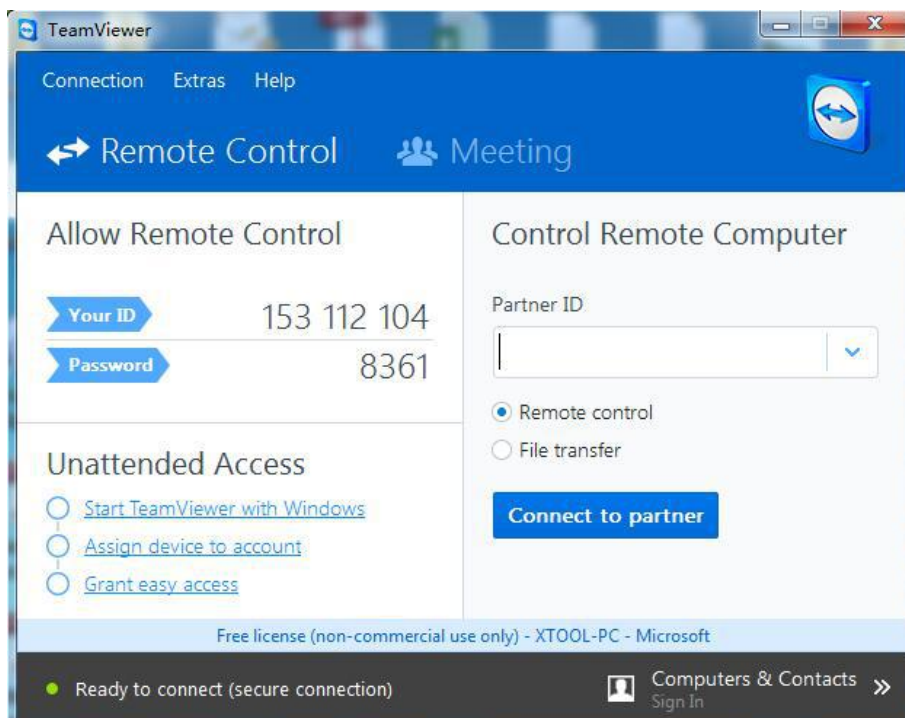 TeamViewer
Connection Extras Help
Remote Control Meeting
Allow Remote Control
Your ID 153 112 104
Password 8361
Unattended Access
Start TeamViewer with Windows
Assign device to account
Grant easy access
Control Remote Computer
Partner ID
Remote control
File transfer
Connect to partner
Free license (non-commercial use only) - XTOOL-PC - Microsoft
Ready to connect (secure connection)
Computers & Contacts
Sign In